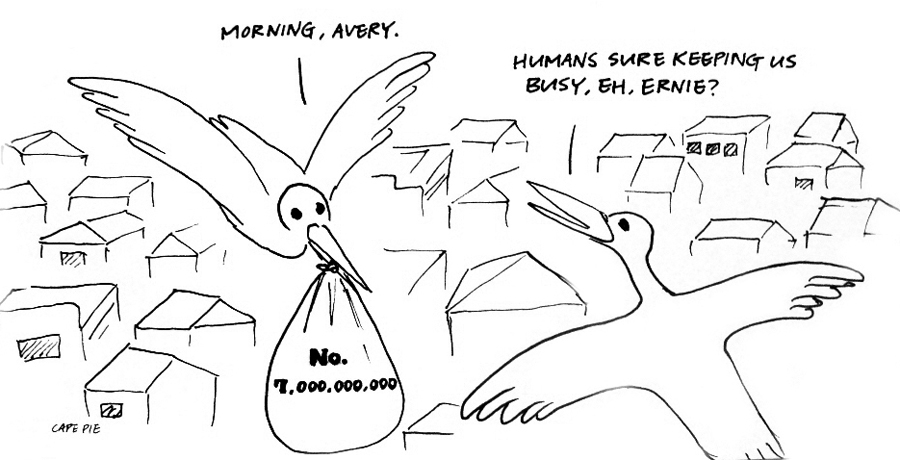 MORNING, AVERY.
HUMANS SURE KEEPING US
BUSY, EH, ERNIE?
No.
7,000,000,000
CAPE PIE